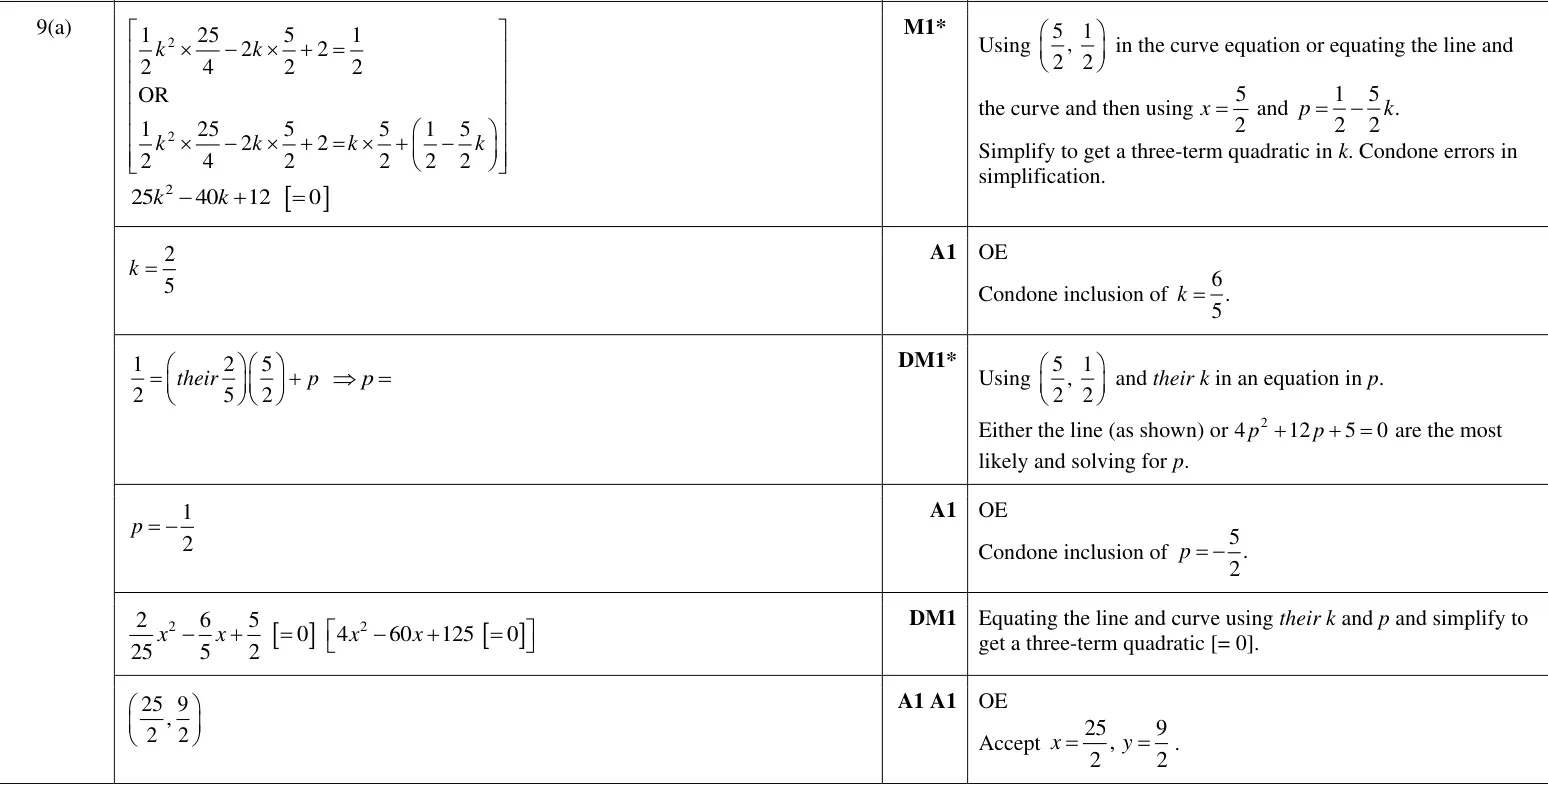 9(a)
1/2 k² × 25/4 − 2k × 5/2 + 2 = 1/2
OR
1/2 k² × 25/4 − 2k × 5/2 + 2 = k × 5/2 + (1/2 − 5/2 k)
25k² − 40k + 12 [= 0]
M1*
Using (5/2, 1/2) in the curve equation or equating the line and
the curve and then using x = 5/2 and p = 1/2 − 5/2 k.
Simplify to get a three-term quadratic in k. Condone errors in
simplification.
k = 2/5
A1
OE
Condone inclusion of k = 6/5.
1/2 = (their 2/5)(5/2) + p ⇒ p =
DM1*
Using (5/2, 1/2) and their k in an equation in p.
Either the line (as shown) or 4p² + 12p + 5 = 0 are the most
likely and solving for p.
p = −1/2
A1
OE
Condone inclusion of p = −5/2.
2/25 x² − 6/5 x + 5/2 [= 0] [4x² − 60x + 125 [= 0]]
DM1
Equating the line and curve using their k and p and simplify to
get a three-term quadratic [= 0].
(25/2, 9/2)
A1 A1
OE
Accept x = 25/2, y = 9/2.